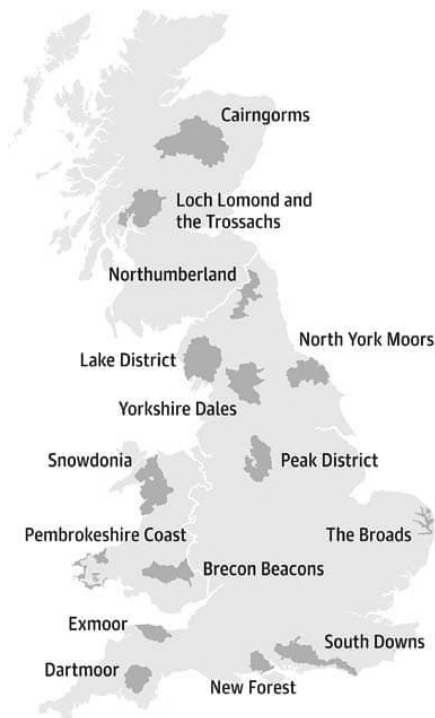 Cairngorms
Loch Lomond and
the Trossachs
Northumberland
North York Moors
Lake District
Yorkshire Dales
Snowdonia
Peak District
Pembrokeshire Coast
The Broads
Brecon Beacons
Exmoor
South Downs
Dartmoor
New Forest